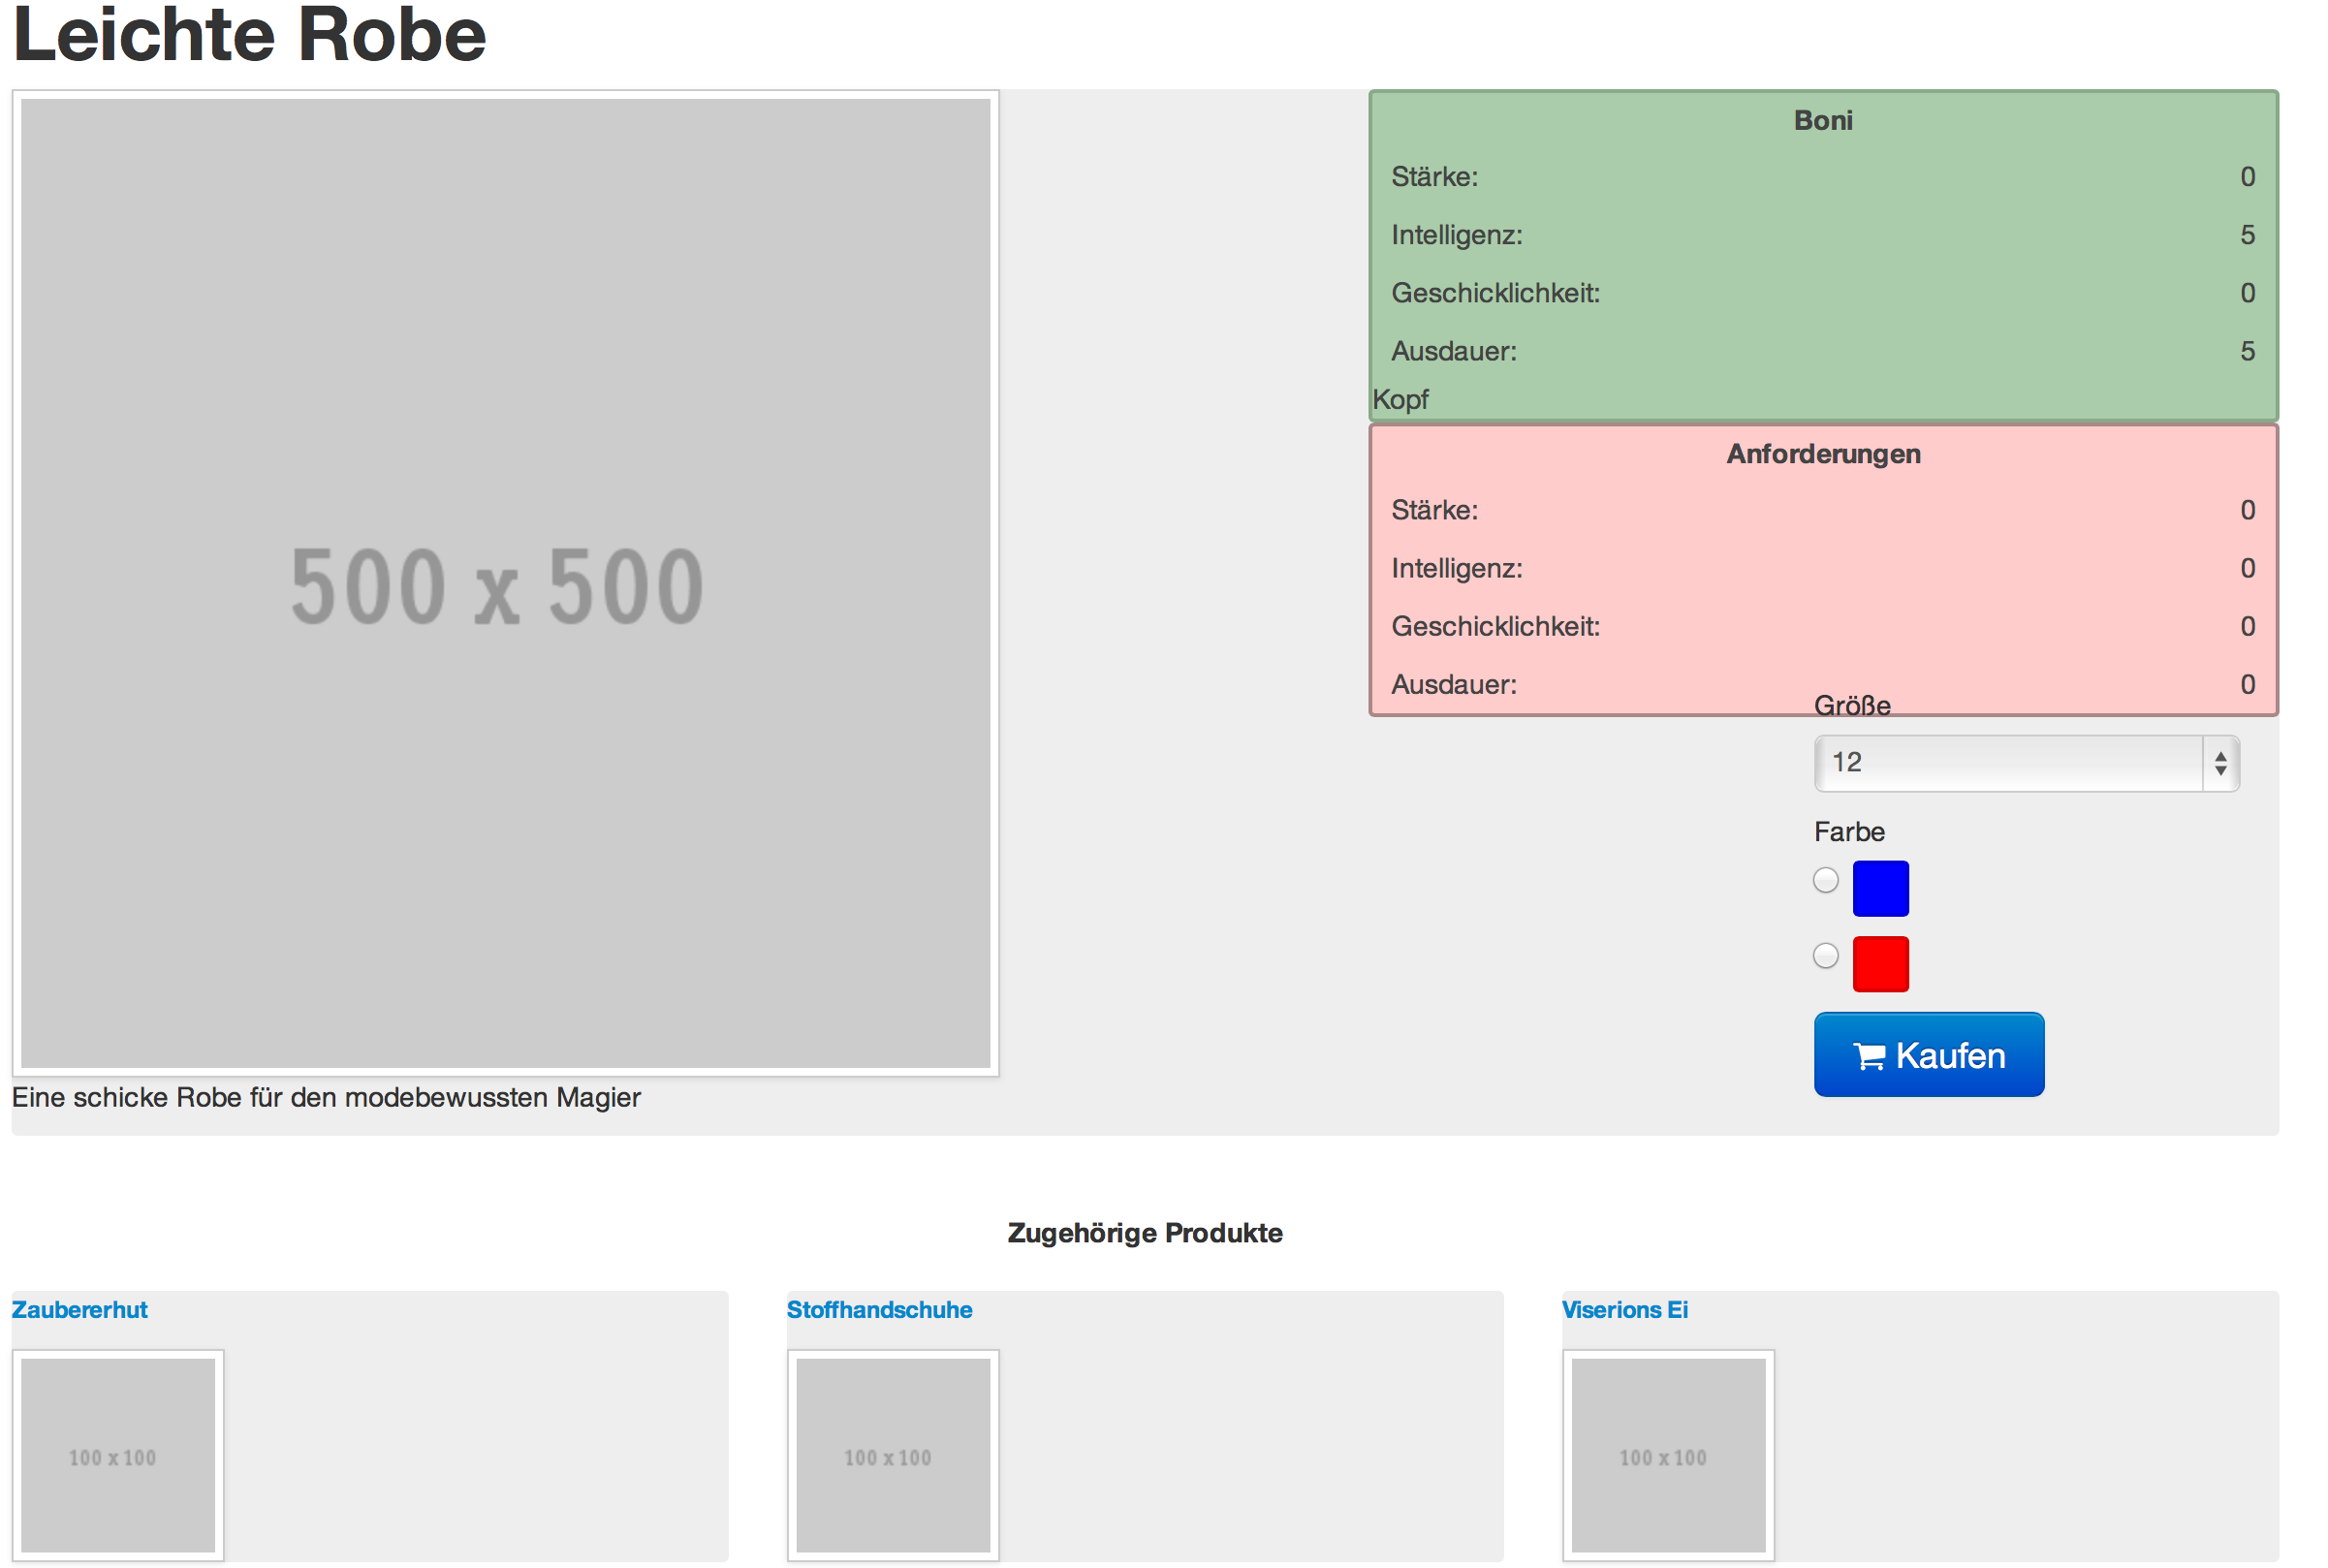 Leichte Robe
500 x 500
Boni
Stärke: 0
Intelligenz: 5
Geschicklichkeit: 0
Ausdauer: 5
Kopf
Anforderungen
Stärke: 0
Intelligenz: 0
Geschicklichkeit: 0
Ausdauer: 0
Größe
12
Farbe
Kaufen
Eine schicke Robe für den modebewussten Magier
Zugehörige Produkte
Zaubererhut
100 x 100
Stoffhandschuhe
100 x 100
Viserions Ei
100 x 100